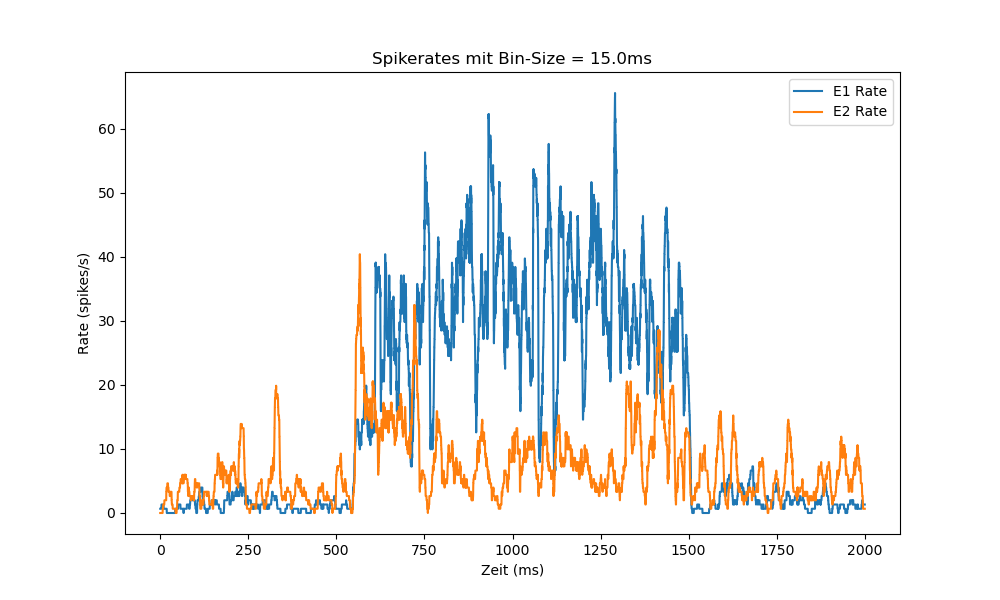 Spikerates mit Bin-Size = 15.0ms
E1 Rate
E2 Rate
60
50
40
30
20
10
0
Rate (spikes/s)
0 250 500 750 1000 1250 1500 1750 2000
Zeit (ms)